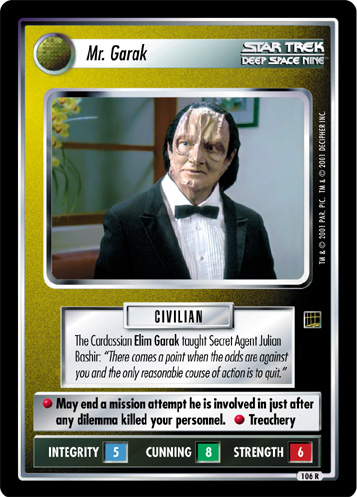 Mr. Garak
STAR TREK
DEEP SPACE NINE™
™ & © 2001 PAR. PIC. TM & © 2001 DECIPHER INC.
CIVILIAN
The Cardassian Elim Garak taught Secret Agent Julian
Bashir: "There comes a point when the odds are against
you and the only reasonable course of action is to quit."
May end a mission attempt he is involved in just after
any dilemma killed your personnel. Treachery
INTEGRITY 5 CUNNING 8 STRENGTH 6
106 R